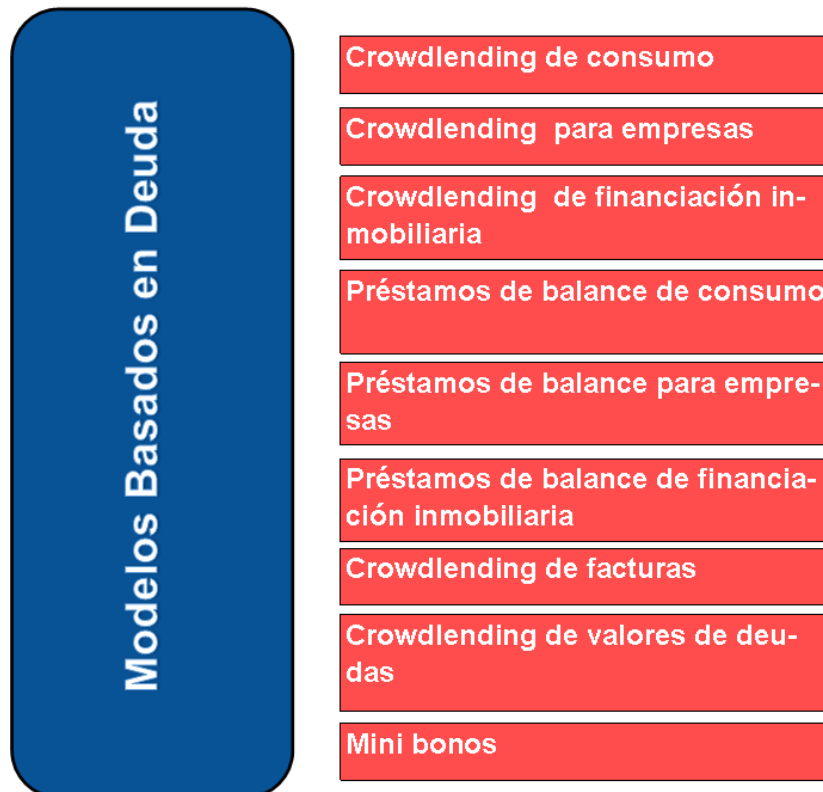 Modelos Basados en Deuda
Crowdlending de consumo
Crowdlending  para empresas
Crowdlending  de financiación in-
mobiliaria
Préstamos de balance de consumo
Préstamos de balance para empre-
sas
Préstamos de balance de financia-
ción inmobiliaria
Crowdlending de facturas
Crowdlending de valores de deu-
das
Mini bonos